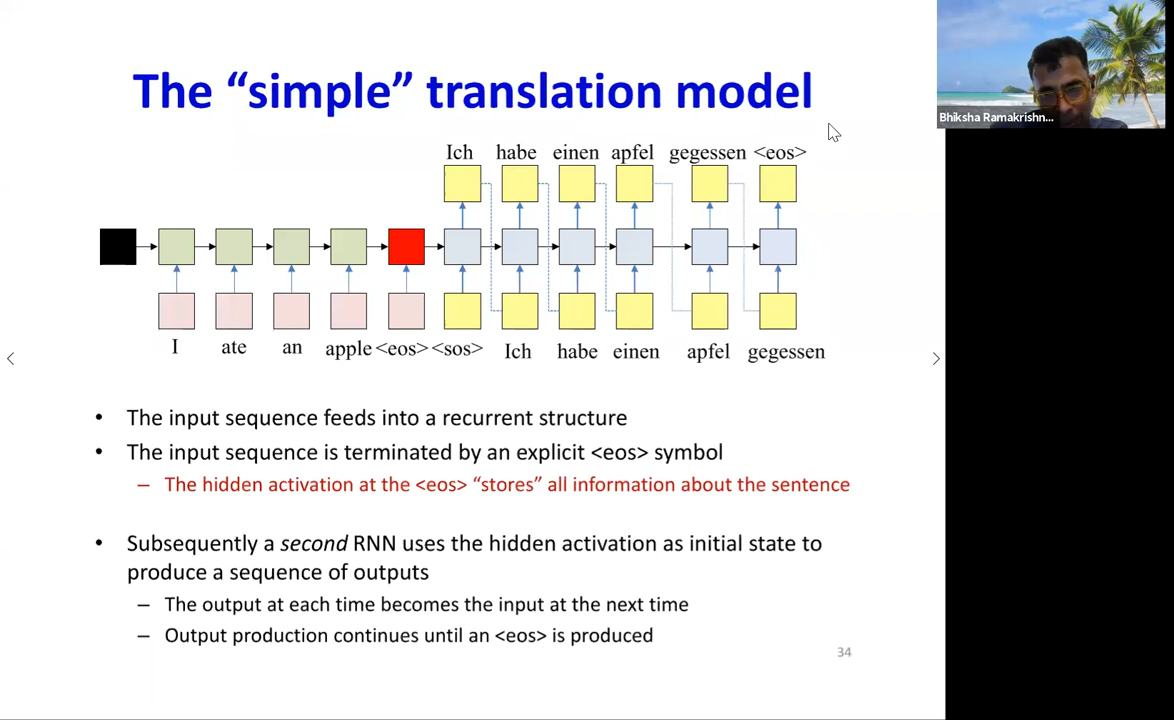 The “simple” translation model
Bhiksha Ramakrishn...
Ich habe einen apfel gegessen <eos>
I ate an apple <eos> <sos> Ich habe einen apfel gegessen
• The input sequence feeds into a recurrent structure
• The input sequence is terminated by an explicit <eos> symbol
– The hidden activation at the <eos> “stores” all information about the sentence
• Subsequently a second RNN uses the hidden activation as initial state to
produce a sequence of outputs
– The output at each time becomes the input at the next time
– Output production continues until an <eos> is produced
34